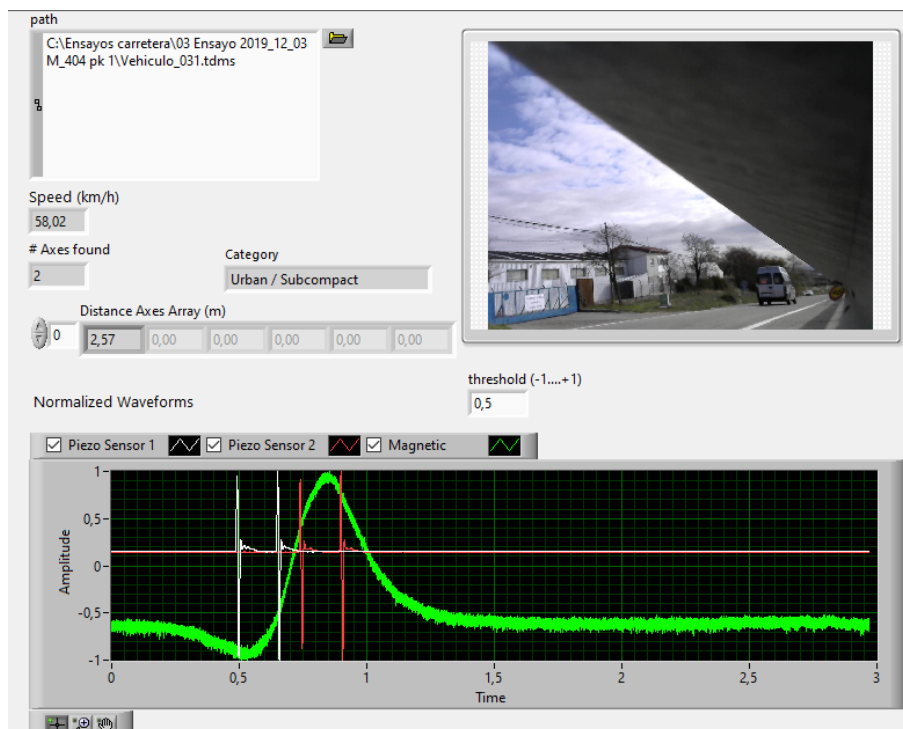 path
C:\Ensayos carretera\03 Ensayo 2019_12_03
M_404 pk 1\Vehiculo_031.tdms
Speed (km/h)
58,02
# Axes found
2
Category
Urban / Subcompact
Distance Axes Array (m)
0
2,57
0,00
0,00
0,00
0,00
0,00
threshold (-1....+1)
0,5
Normalized Waveforms
Piezo Sensor 1
Piezo Sensor 2
Magnetic
Amplitude
1
0,5
0
-0,5
-1
0
0,5
1
1,5
2
2,5
3
Time